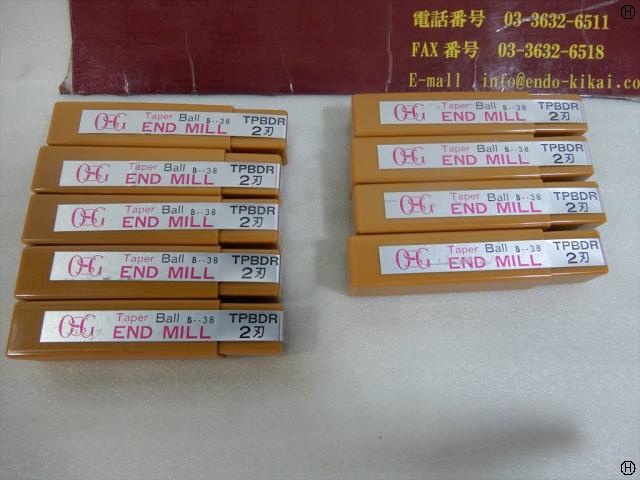 電話番号 03-3632-6511
FAX番号 03-3632-6518
E-mall info@endo-kikai.co
OSG Taper Ball B--38 TPBDR
END MILL 2刃
OSG Taper Ball B--38 TPBDR
END MILL 2刃
OSG Taper Ball B--38 TPBDR
END MILL 2刃
OSG Taper Ball B--38 TPBDR
END MILL 2刃
OSG Taper Ball B--38 TPBDR
END MILL 2刃
OSG Taper Ball B--38 TPBDR
END MILL 2刃
OSG Taper Ball B--38 TPBDR
END MILL 2刃
OSG Taper Ball B--38 TPBDR
END MILL 2刃
OSG Taper Ball B--38 TPBDR
END MILL 2刃
H
H